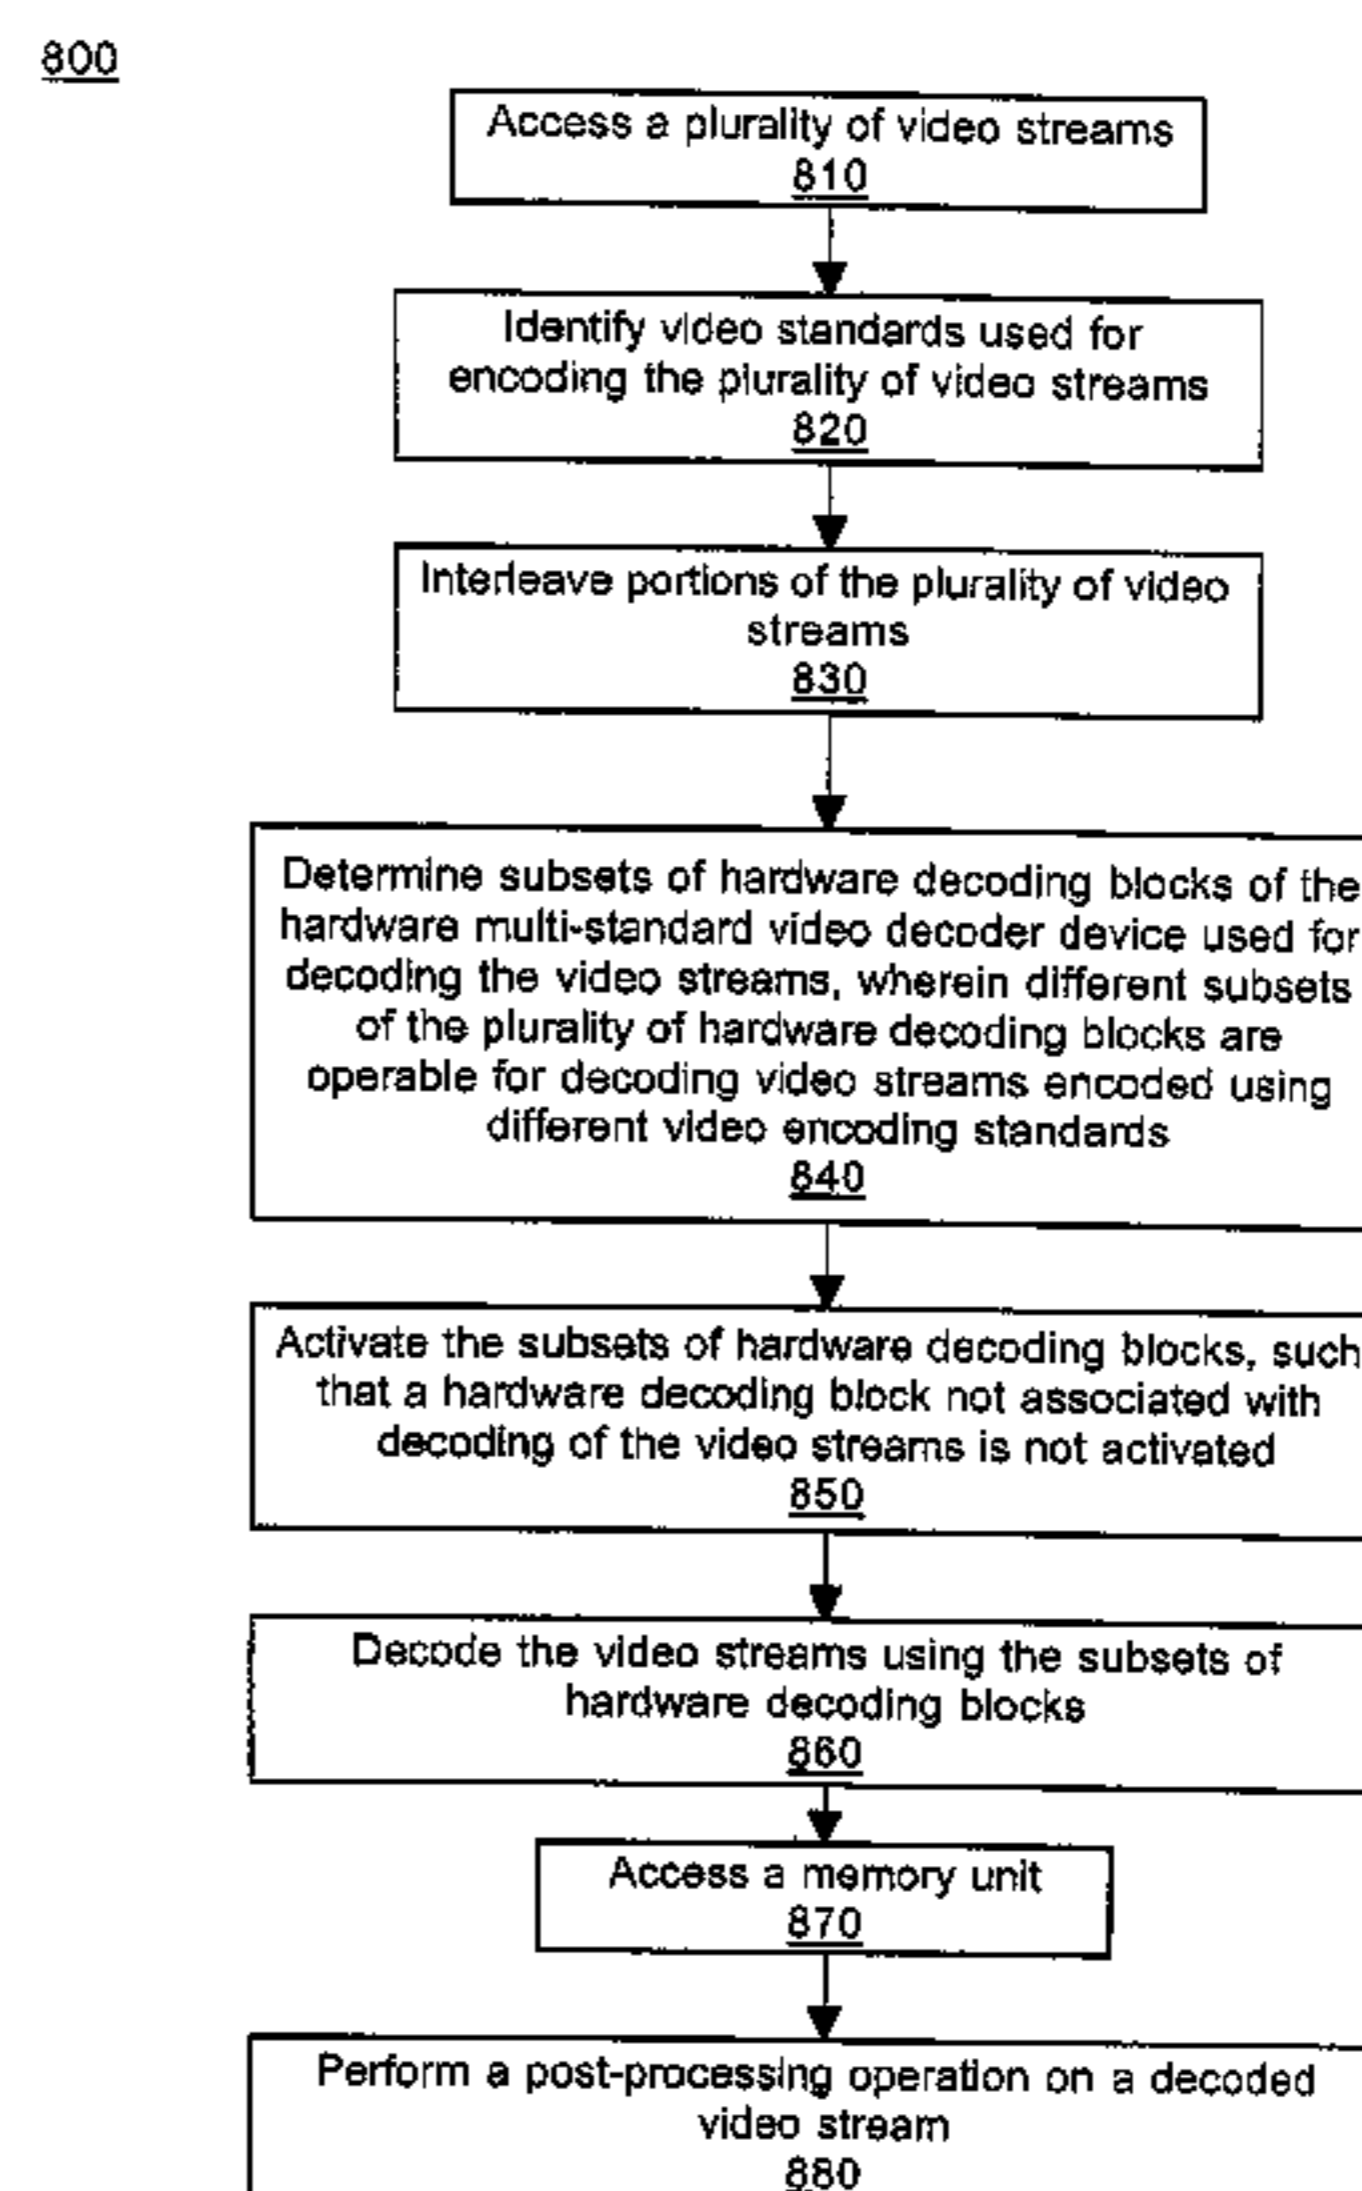 800
Access a plurality of video streams
810
Identify video standards used for
encoding the plurality of video streams
820
Interleave portions of the plurality of video
streams
830
Determine subsets of hardware decoding blocks of the
hardware multi-standard video decoder device used for
decoding the video streams, wherein different subsets
of the plurality of hardware decoding blocks are
operable for decoding video streams encoded using
different video encoding standards
840
Activate the subsets of hardware decoding blocks, such
that a hardware decoding block not associated with
decoding of the video streams is not activated
850
Decode the video streams using the subsets of
hardware decoding blocks
860
Access a memory unit
870
Perform a post-processing operation on a decoded
video stream
880